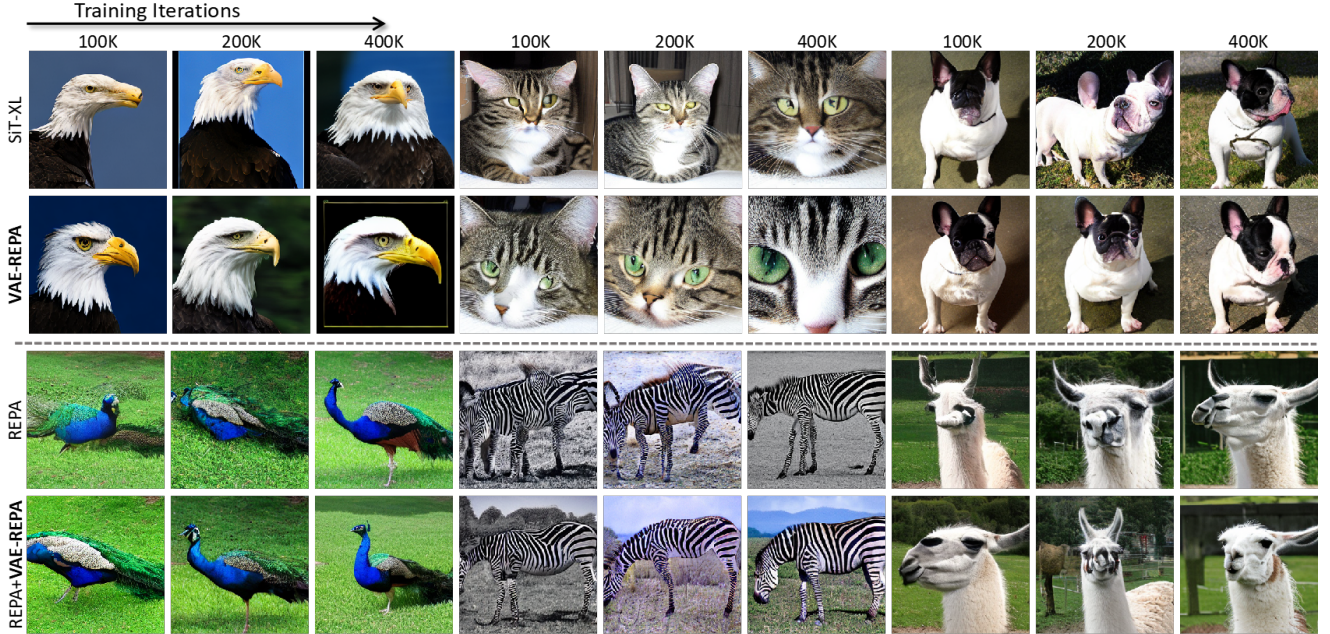 Training Iterations
100K 200K 400K 100K 200K 400K 100K 200K 400K
SiT-XL
VAE-REPA
REPA
REPA+VAE-REPA